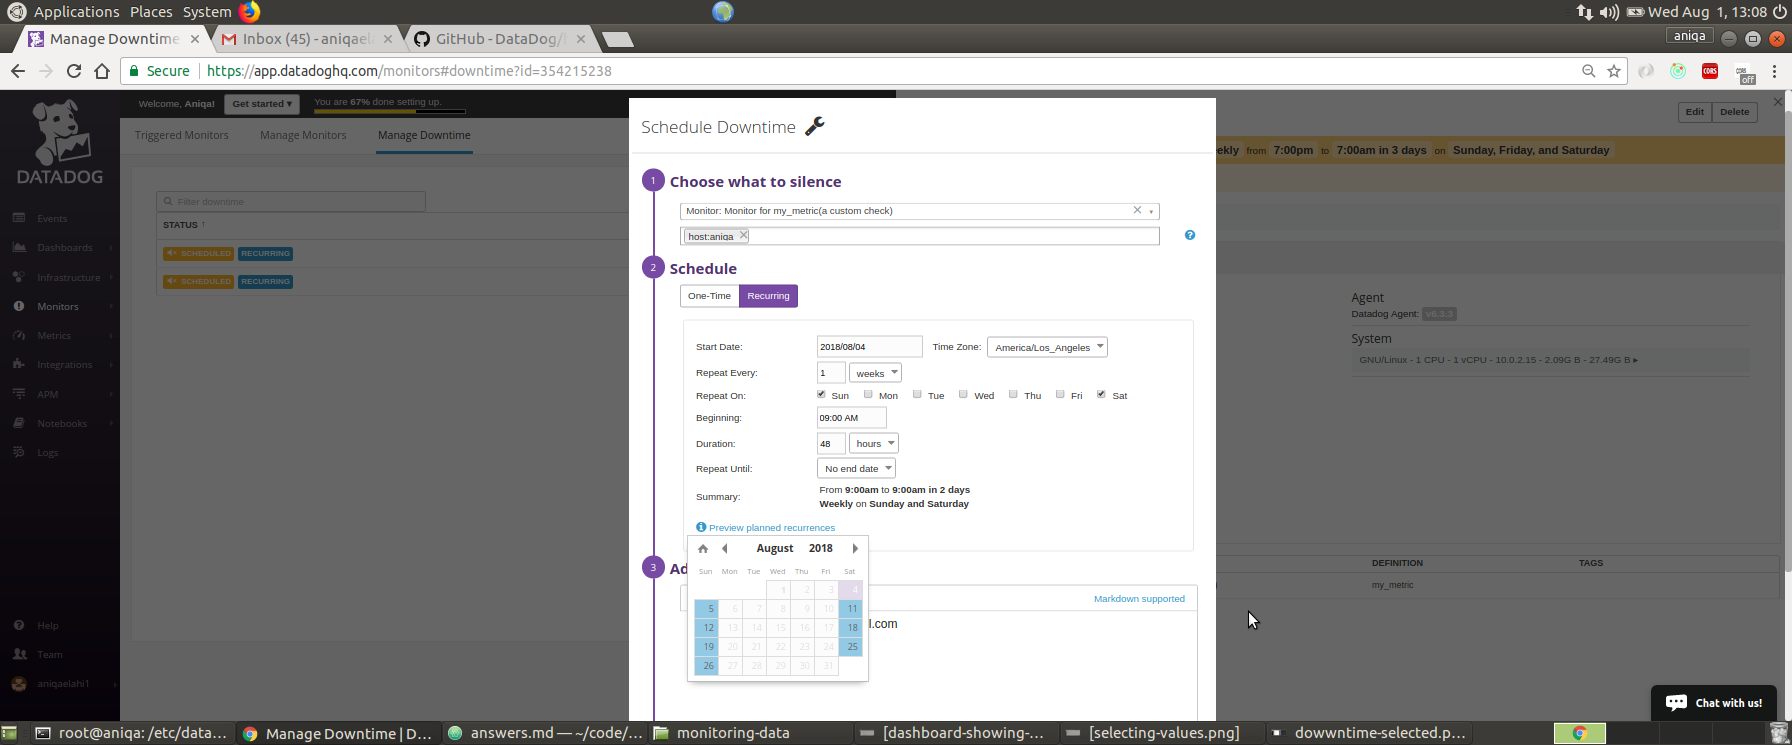 Applications Places System Wed Aug 1, 13:08
Manage Downtime Inbox (45) - aniqael GitHub - DataDog/ aniqa
Secure https://app.datadoghq.com/monitors#downtime?id=354215238 CORS off
Welcome, Aniqa! Get started ▾ You are 67% done setting up.
Triggered Monitors Manage Monitors Manage Downtime
DATADOG
Events
Dashboards
Infrastructure
Monitors
Metrics
Integrations
APM
Notebooks
Logs
Help
Team
aniqaelahi1
Filter downtime
STATUS ↑
SCHEDULED RECURRING
SCHEDULED RECURRING
Schedule Downtime
1 Choose what to silence
Monitor: Monitor for my_metric(a custom check)
host:aniqa
2 Schedule
One-Time Recurring
Start Date: 2018/08/04 Time Zone: America/Los_Angeles
Repeat Every: 1 weeks
Repeat On: Sun Mon Tue Wed Thu Fri Sat
Beginning: 09:00 AM
Duration: 48 hours
Repeat Until: No end date
Summary: From 9:00am to 9:00am in 2 days
Weekly on Sunday and Saturday
Preview planned recurrences
August 2018
Sun Mon Tue Wed Thu Fri Sat
1 2 3 4
5 6 7 8 9 10 11
12 13 14 15 16 17 18
19 20 21 22 23 24 25
26 27 28 29 30 31
3 Ad
Markdown supported
l.com
Edit Delete
ekly from 7:00pm to 7:00am in 3 days on Sunday, Friday, and Saturday
Agent
Datadog Agent: v6.3.3
System
GNU/Linux - 1 CPU - 1 vCPU - 10.0.2.15 - 2.09G B - 27.49G B ▸
DEFINITION TAGS
my_metric
Chat with us!
root@aniqa: /etc/data... Manage Downtime | D... answers.md — ~/code/... monitoring-data [dashboard-showing-... [selecting-values.png] dowwntime-selected.p...